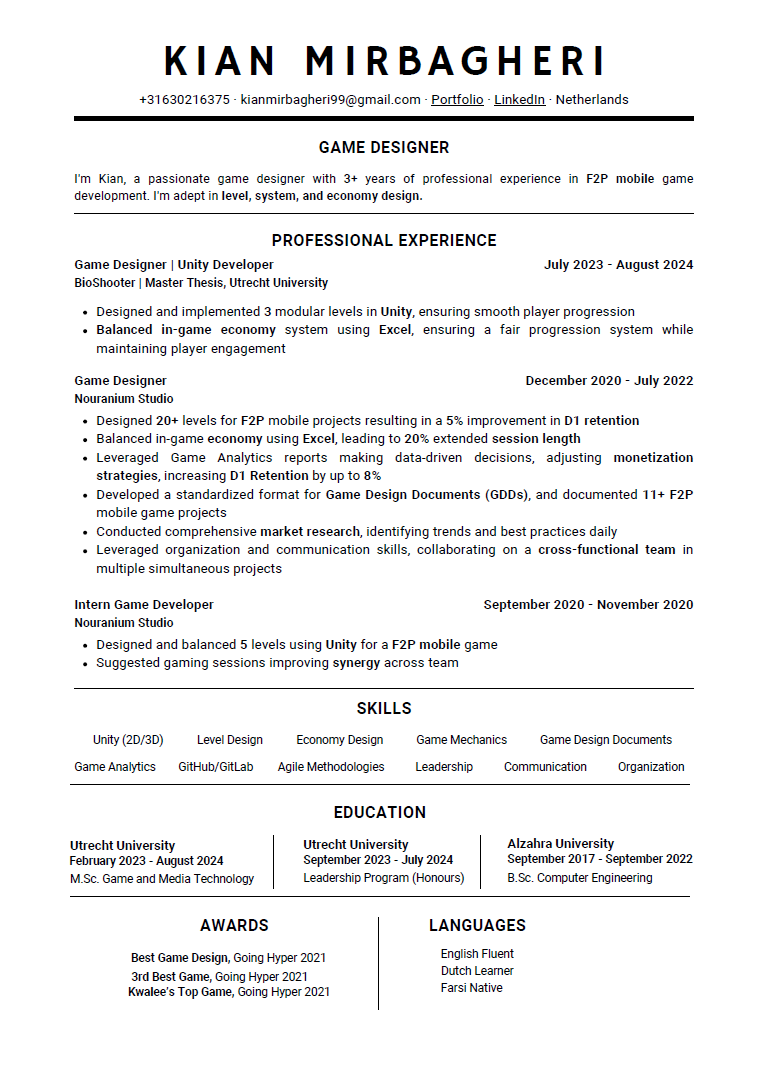 KIAN MIRBAGHERI
+31630216375 · kianmirbagheri99@gmail.com · Portfolio · LinkedIn · Netherlands
GAME DESIGNER
I'm Kian, a passionate game designer with 3+ years of professional experience in F2P mobile game
development. I'm adept in level, system, and economy design.
PROFESSIONAL EXPERIENCE
Game Designer | Unity Developer July 2023 - August 2024
BioShooter | Master Thesis, Utrecht University
• Designed and implemented 3 modular levels in Unity, ensuring smooth player progression
• Balanced in-game economy system using Excel, ensuring a fair progression system while
maintaining player engagement
Game Designer December 2020 - July 2022
Nouranium Studio
• Designed 20+ levels for F2P mobile projects resulting in a 5% improvement in D1 retention
• Balanced in-game economy using Excel, leading to 20% extended session length
• Leveraged Game Analytics reports making data-driven decisions, adjusting monetization
strategies, increasing D1 Retention by up to 8%
• Developed a standardized format for Game Design Documents (GDDs), and documented 11+ F2P
mobile game projects
• Conducted comprehensive market research, identifying trends and best practices daily
• Leveraged organization and communication skills, collaborating on a cross-functional team in
multiple simultaneous projects
Intern Game Developer September 2020 - November 2020
Nouranium Studio
• Designed and balanced 5 levels using Unity for a F2P mobile game
• Suggested gaming sessions improving synergy across team
SKILLS
Unity (2D/3D) Level Design Economy Design Game Mechanics Game Design Documents
Game Analytics GitHub/GitLab Agile Methodologies Leadership Communication Organization
EDUCATION
Utrecht University
February 2023 - August 2024
M.Sc. Game and Media Technology
Utrecht University
September 2023 - July 2024
Leadership Program (Honours)
Alzahra University
September 2017 - September 2022
B.Sc. Computer Engineering
AWARDS
Best Game Design, Going Hyper 2021
3rd Best Game, Going Hyper 2021
Kwalee's Top Game, Going Hyper 2021
LANGUAGES
English Fluent
Dutch Learner
Farsi Native